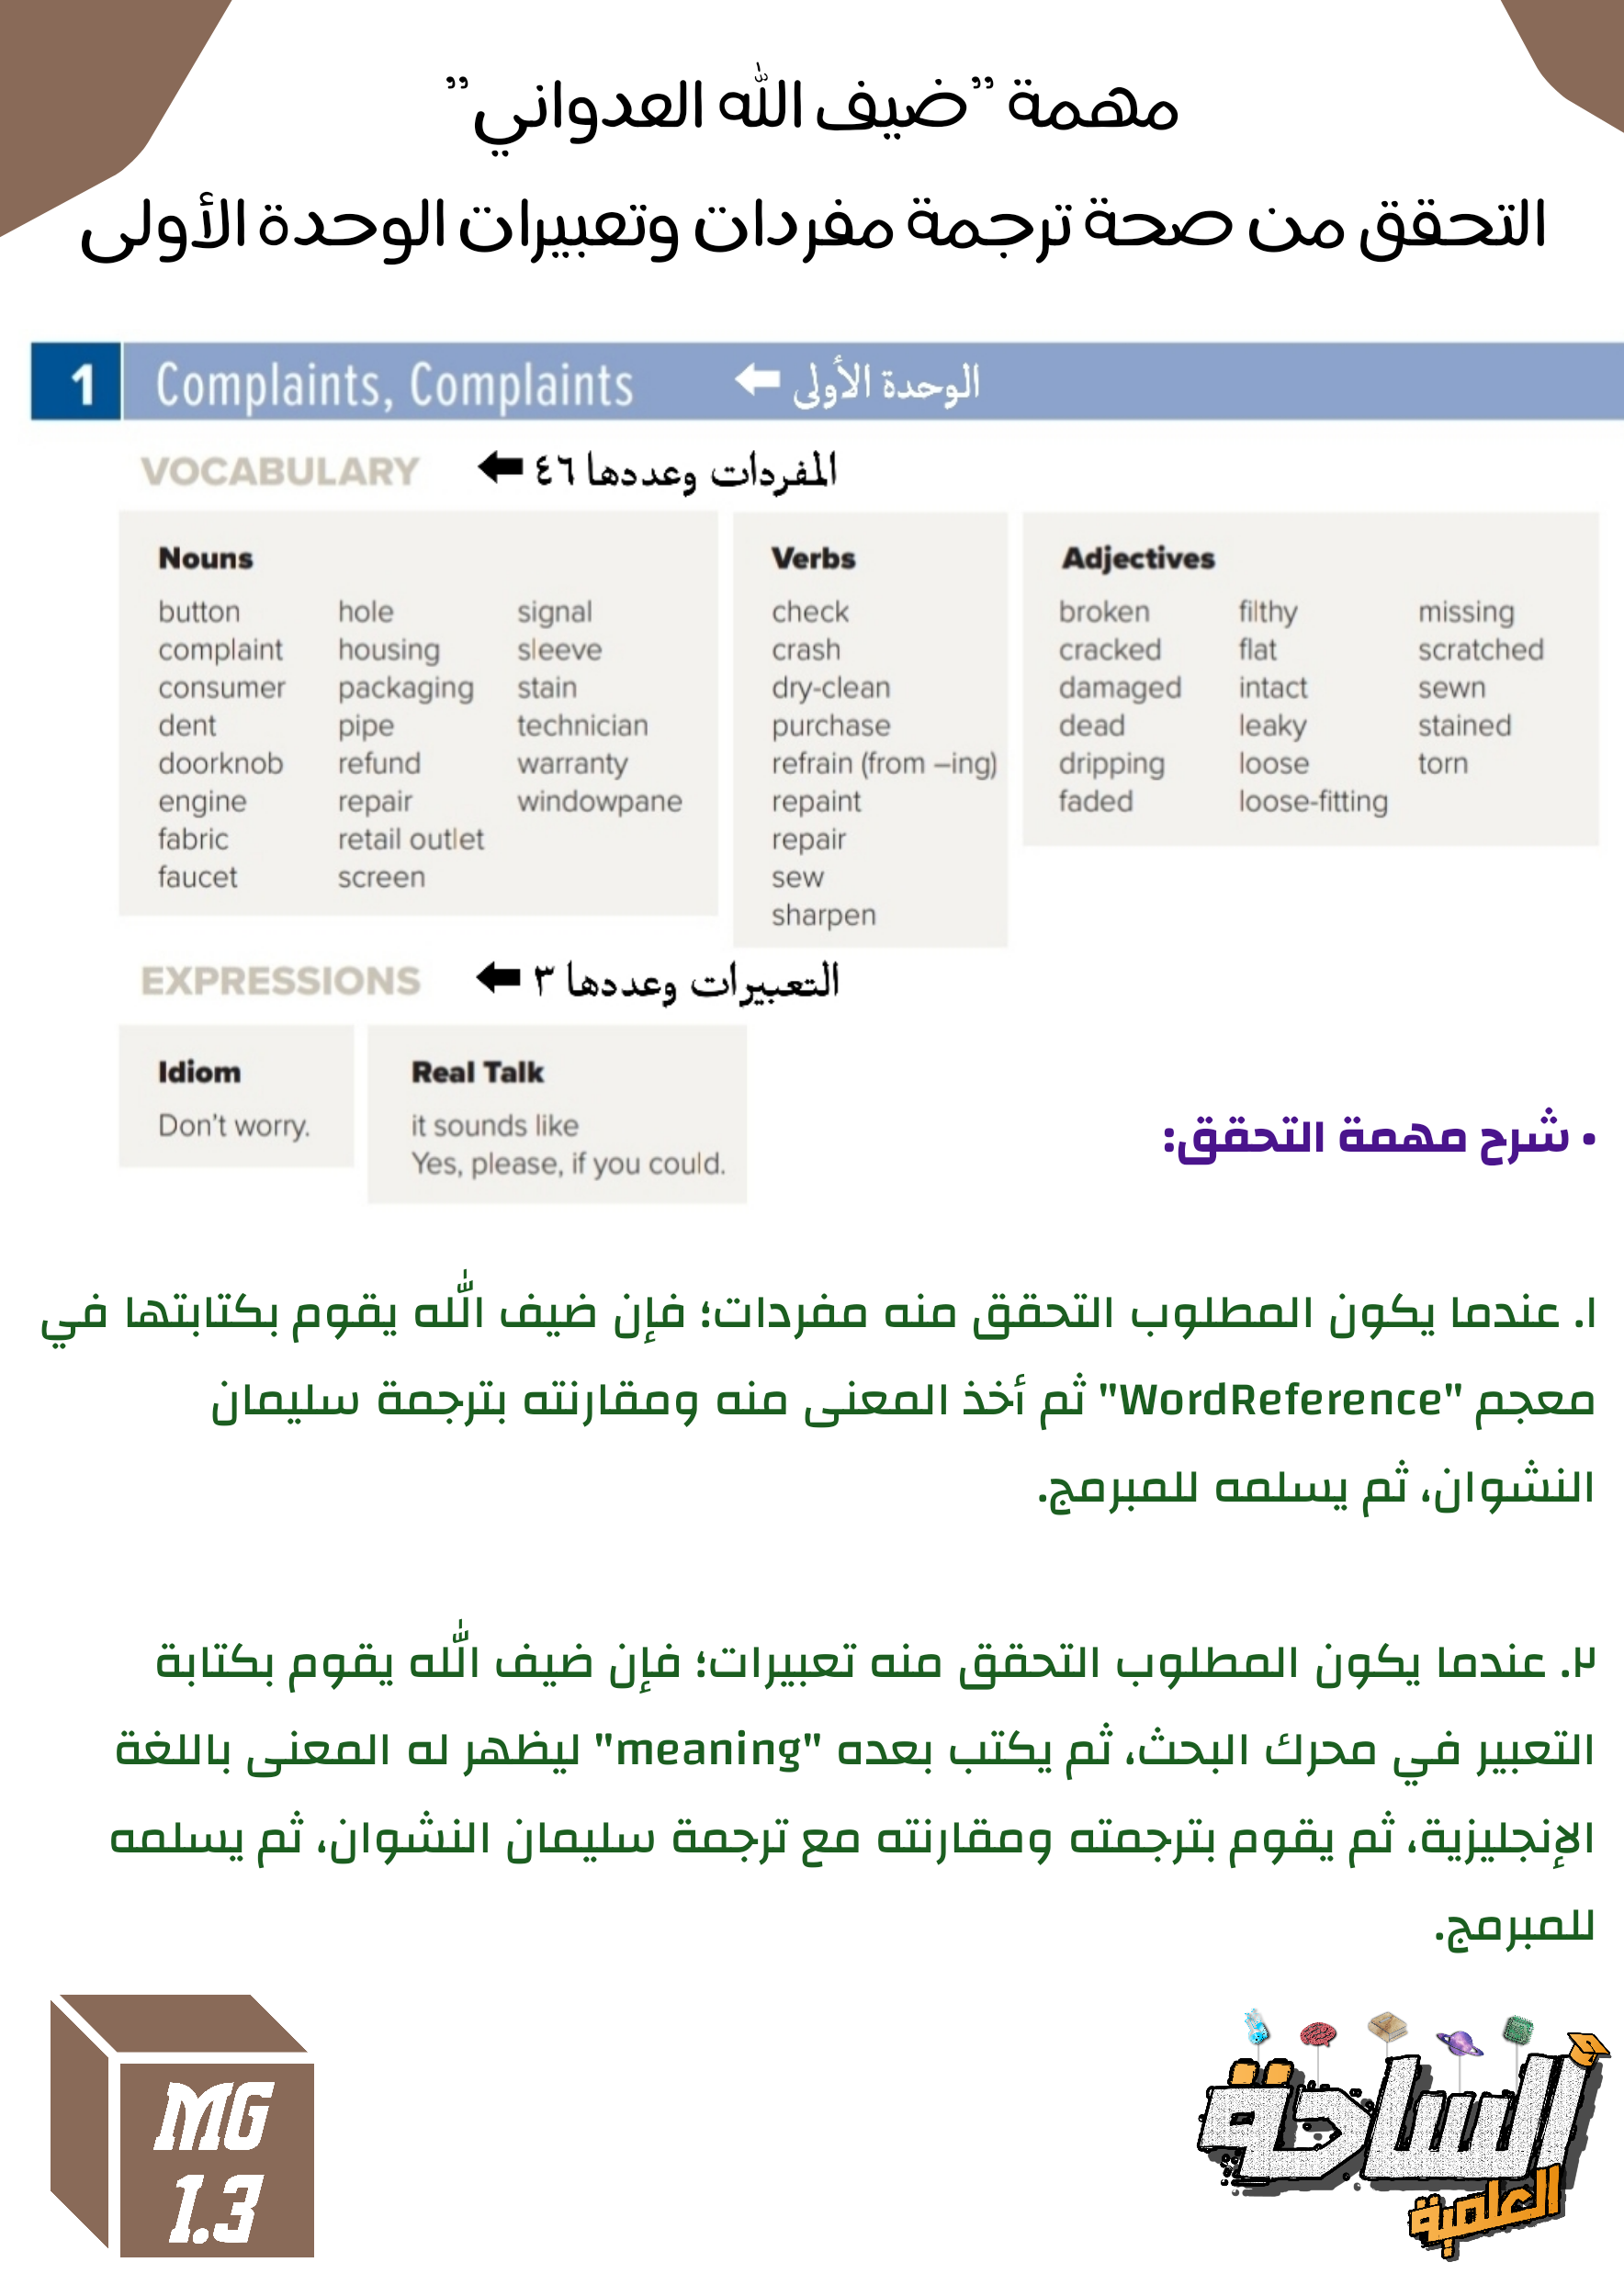 مهمة "ضيف الله العدواني"
التحقق من صحة ترجمة مفردات وتعبيرات الوحدة الأولى
1 Complaints, Complaints ⬅ الوحدة الأولى
VOCABULARY ⬅ المفردات وعددها ٤٦
Nouns
button
complaint
consumer
dent
doorknob
engine
fabric
faucet
hole
housing
packaging
pipe
refund
repair
retail outlet
screen
signal
sleeve
stain
technician
warranty
windowpane
Verbs
check
crash
dry-clean
purchase
refrain (from –ing)
repaint
repair
sew
sharpen
Adjectives
broken
cracked
damaged
dead
dripping
faded
filthy
flat
intact
leaky
loose
loose-fitting
missing
scratched
sewn
stained
torn
EXPRESSIONS ⬅ التعبيرات وعددها ٣
Idiom
Don't worry.
Real Talk
it sounds like
Yes, please, if you could.
• شرح مهمة التحقق:
١. عندما يكون المطلوب التحقق منه مفردات؛ فإن ضيف الله يقوم بكتابتها في
معجم "WordReference" ثم أخذ المعنى منه ومقارنته بترجمة سليمان
النشوان، ثم يسلمه للمبرمج.
٢. عندما يكون المطلوب التحقق منه تعبيرات؛ فإن ضيف الله يقوم بكتابة
التعبير في محرك البحث، ثم يكتب بعده "meaning" ليظهر له المعنى باللغة
الإنجليزية، ثم يقوم بترجمته ومقارنته مع ترجمة سليمان النشوان، ثم يسلمه
للمبرمج.
MG
1.3
الساحة
العلمية